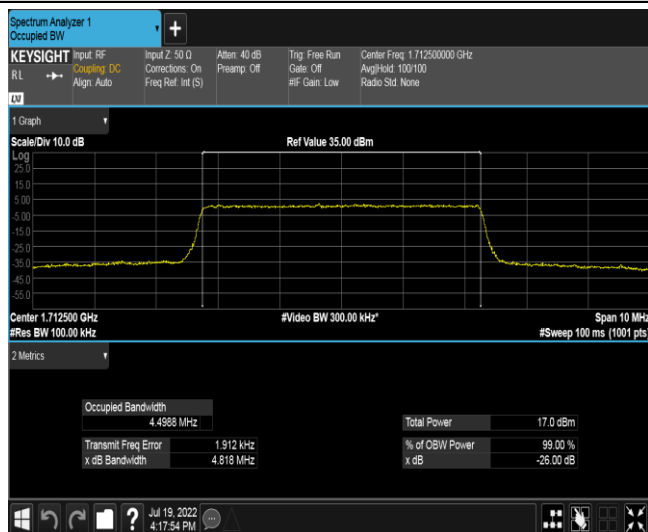 Spectrum Analyzer 1
Occupied BW
+
KEYSIGHT
RL
LXI
Input: RF
Coupling: DC
Align: Auto
Input Z: 50 Ω
Corrections: On
Freq Ref: Int (S)
Atten: 40 dB
Preamp: Off
Trig: Free Run
Gate: Off
#IF Gain: Low
Center Freq: 1.712500000 GHz
Avg|Hold: 100/100
Radio Std: None
1 Graph
Scale/Div 10.0 dB
Ref Value 35.00 dBm
Log
25.0
15.0
5.00
-5.00
-15.0
-25.0
-35.0
-45.0
-55.0
Center 1.712500 GHz
#Video BW 300.00 kHz*
Span 10 MHz
#Res BW 100.00 kHz
#Sweep 100 ms (1001 pts)
2 Metrics
Occupied Bandwidth
4.4988 MHz
Total Power 17.0 dBm
Transmit Freq Error 1.912 kHz
% of OBW Power 99.00 %
x dB Bandwidth 4.818 MHz
x dB -26.00 dB
?
Jul 19, 2022
4:17:54 PM